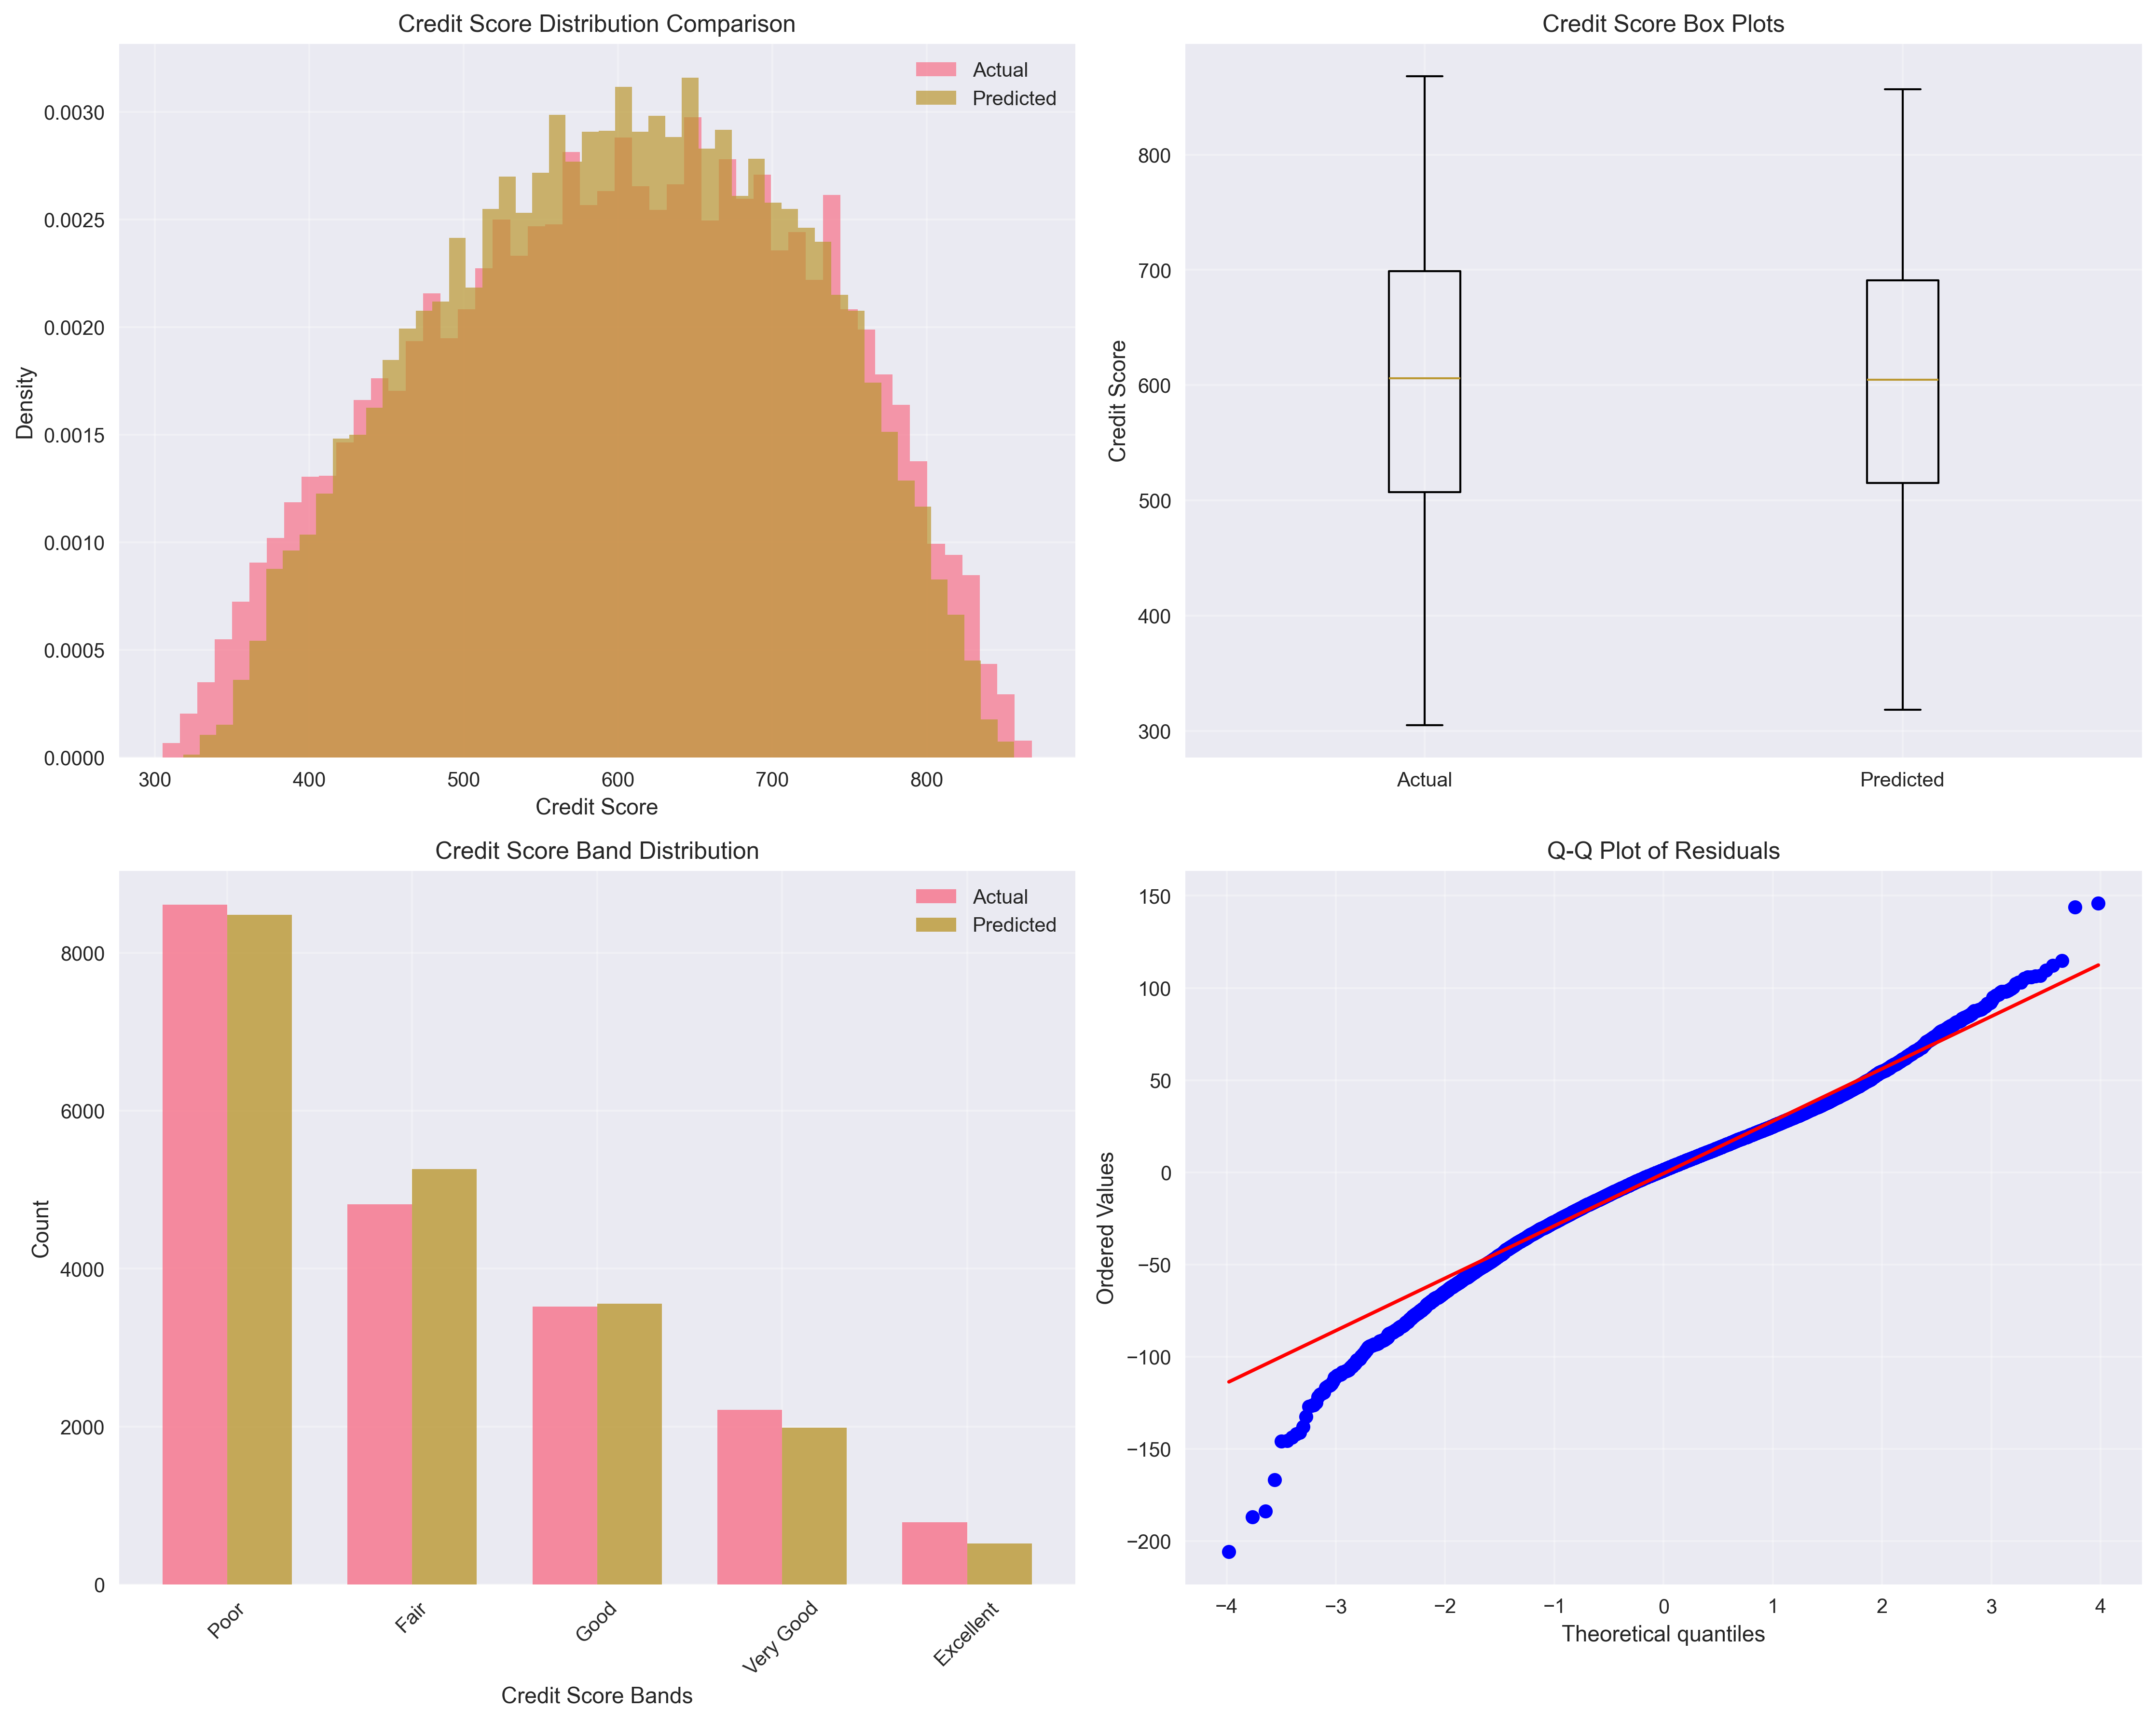 Credit Score Distribution Comparison
Actual
Predicted
0.0030
0.0025
0.0020
0.0015
0.0010
0.0005
0.0000
Density
300 400 500 600 700 800
Credit Score
Credit Score Box Plots
800
700
600
500
400
300
Credit Score
Actual Predicted
Credit Score Band Distribution
Actual
Predicted
8000
6000
4000
2000
0
Count
Poor Fair Good Very Good Excellent
Credit Score Bands
Q-Q Plot of Residuals
150
100
50
0
−50
−100
−150
−200
Ordered Values
−4 −3 −2 −1 0 1 2 3 4
Theoretical quantiles